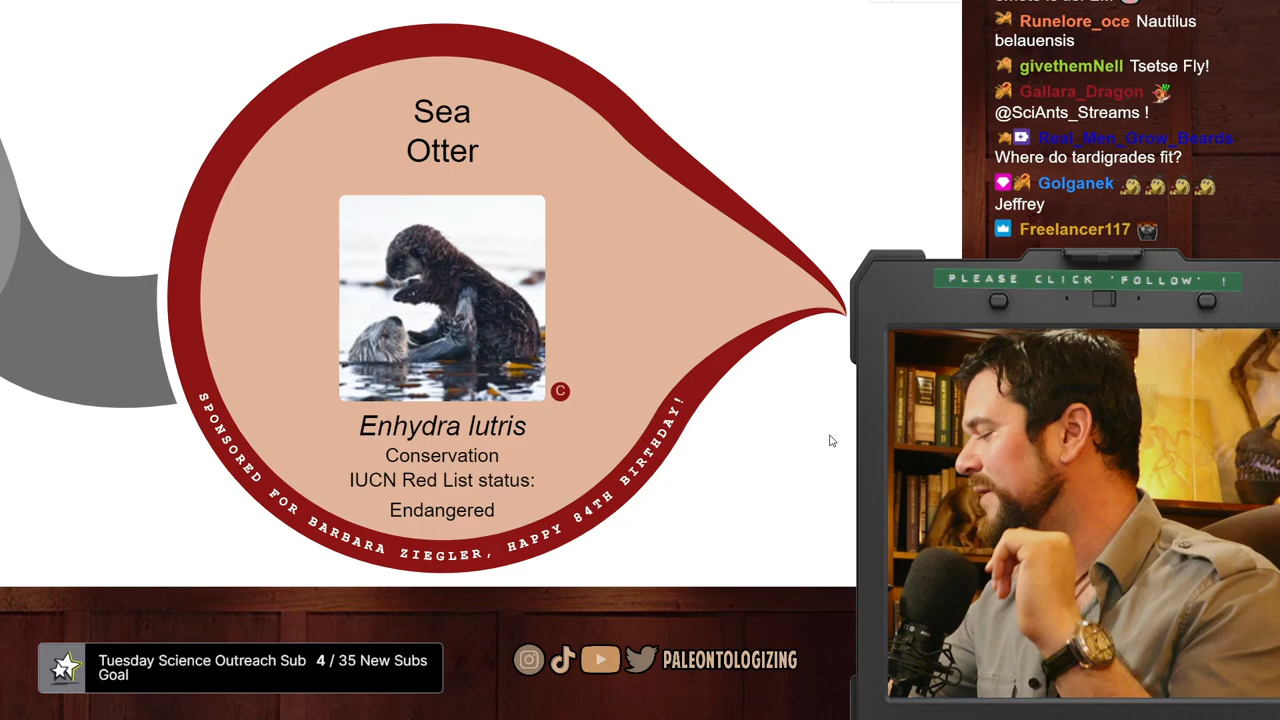 Sea
Otter
C
Enhydra lutris
Conservation
IUCN Red List status:
Endangered
SPONSORED FOR BARBARA ZIEGLER, HAPPY 84TH BIRTHDAY!
Runelore_oce Nautilus
belauensis
givethemNell Tsetse Fly!
Gallara_Dragon
@SciAnts_Streams !
Real_Men_Grow_Beards
Where do tardigrades fit?
Golganek
Jeffrey
Freelancer117
PLEASE CLICK 'FOLLOW' !
Tuesday Science Outreach Sub 4 / 35 New Subs
Goal
PALEONTOLOGIZING